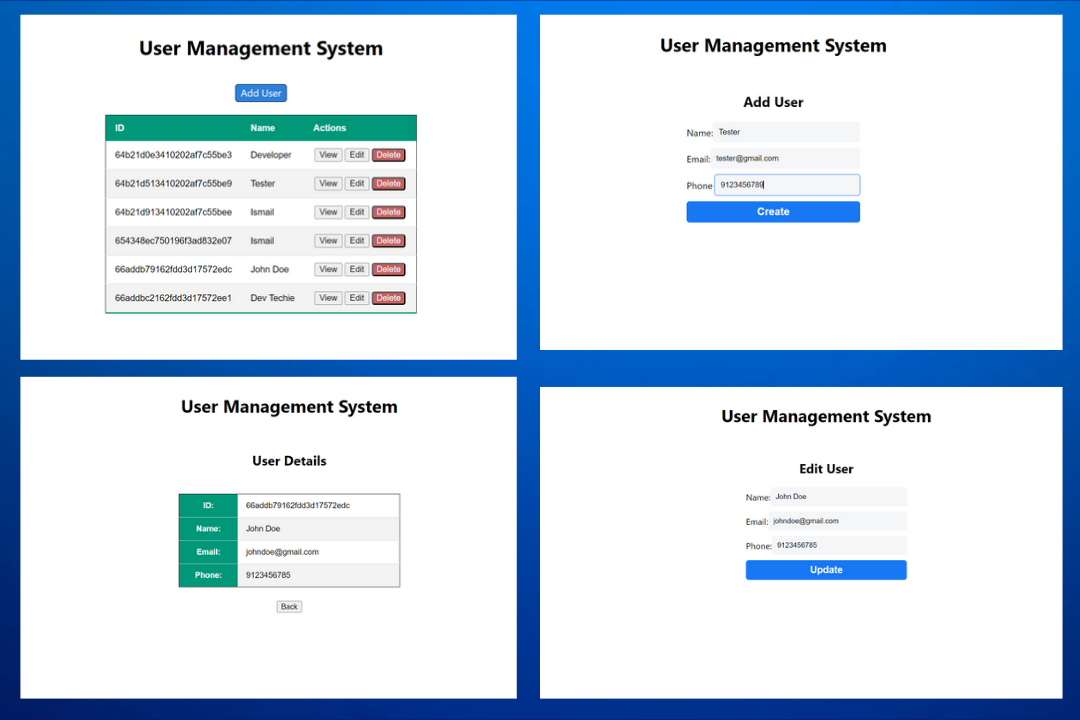 User Management System
Add User
ID Name Actions
64b21d0e3410202af7c55be3 Developer View Edit Delete
64b21d513410202af7c55be9 Tester View Edit Delete
64b21d913410202af7c55bee Ismail View Edit Delete
654348ec750196f3ad832e07 Ismail View Edit Delete
66addb79162fdd3d17572edc John Doe View Edit Delete
66addbc2162fdd3d17572ee1 Dev Techie View Edit Delete
User Management System
Add User
Name: Tester
Email: tester@gmail.com
Phone 9123456789
Create
User Management System
User Details
ID: 66addb79162fdd3d17572edc
Name: John Doe
Email: johndoe@gmail.com
Phone: 9123456785
Back
User Management System
Edit User
Name: John Doe
Email: johndoe@gmail.com
Phone: 9123456785
Update